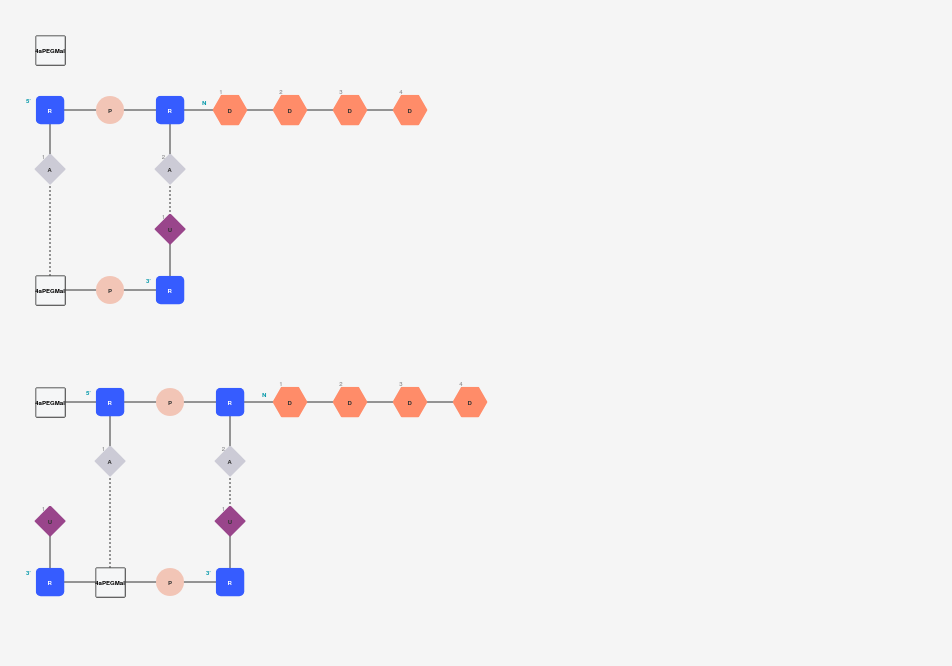 4aPEGMal
5' R P R N 1 D 2 D 3 D 4 D
1 A 2 A
1 U
4aPEGMal P 3' R
4aPEGMal 5' R P R N 1 D 2 D 3 D 4 D
1 A 2 A
1 U 1 U
3' R 4aPEGMal P 3' R